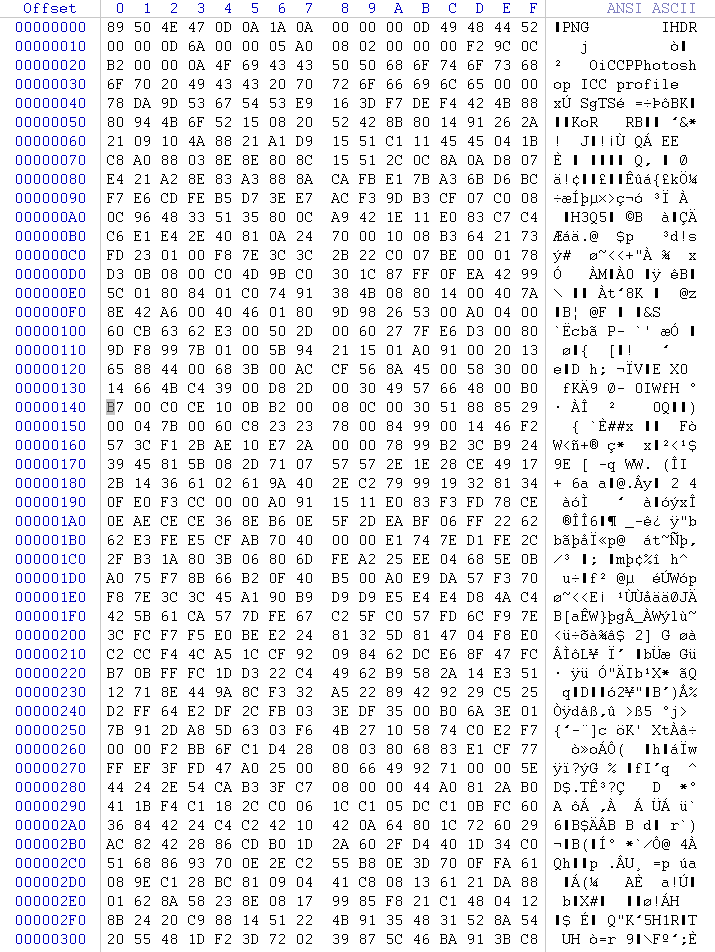 Offset 0 1 2 3 4 5 6 7 8 9 A B C D E F ANSI ASCII
00000000 89 50 4E 47 0D 0A 1A 0A 00 00 00 0D 49 48 44 52 PNG IHDR
00000010 00 00 0D 6A 00 00 05 A0 08 02 00 00 00 F2 9C 0C j ò
00000020 B2 00 00 0A 4F 69 43 43 50 50 68 6F 74 6F 73 68 ² OiCCPPhotosh
00000030 6F 70 20 49 43 43 20 70 72 6F 66 69 6C 65 00 00 op ICC profile
00000040 78 DA 9D 53 67 54 53 E9 16 3D F7 DE F4 42 4B 88 xÚ SgTSé =÷ÞôBK
00000050 80 94 4B 6F 52 15 08 20 52 42 8B 80 14 91 26 2A KoR RB ‘&*
00000060 21 09 10 4A 88 21 A1 D9 15 51 C1 11 45 45 04 1B ! J !¡Ù QÁ EE
00000070 C8 A0 88 03 8E 8E 80 8C 15 51 2C 0C 8A 0A D8 07 È Q, Ø
00000080 E4 21 A2 8E 83 A3 88 8A CA FB E1 7B A3 6B D6 BC ä!¢ £ Êûá{£kÖ¼
00000090 F7 E6 CD FE B5 D7 3E E7 AC F3 9D B3 CF 07 C0 08 ÷æÍþµ×>ç¬ó ³Ï À
000000A0 0C 96 48 33 51 35 80 0C A9 42 1E 11 E0 83 C7 C4 H3Q5 ©B à ÇÄ
000000B0 C6 E1 E4 2E 40 81 0A 24 70 00 10 08 B3 64 21 73 Æáä.@ $p ³d!s
000000C0 FD 23 01 00 F8 7E 3C 3C 2B 22 C0 07 BE 00 01 78 ý# ø~<<+"À ¾ x
000000D0 D3 0B 08 00 C0 4D 9B C0 30 1C 87 FF 0F EA 42 99 Ó ÀM À0 ÿ êB
000000E0 5C 01 80 84 01 C0 74 91 38 4B 08 80 14 00 40 7A \ Àt‘8K @z
000000F0 8E 42 A6 00 40 46 01 80 9D 98 26 53 00 A0 04 00 B¦ @F &S
00000100 60 CB 63 62 E3 00 50 2D 00 60 27 7F E6 D3 00 80 `Ëcbã P- `' æÓ
00000110 9D F8 99 7B 01 00 5B 94 21 15 01 A0 91 00 20 13 ø { [ ! ‘
00000120 65 88 44 00 68 3B 00 AC CF 56 8A 45 00 58 30 00 e D h; ¬ÏV E X0
00000130 14 66 4B C4 39 00 D8 2D 00 30 49 57 66 48 00 B0 fKÄ9 Ø- 0IWfH °
00000140 B7 00 C0 CE 10 0B B2 00 08 0C 00 30 51 88 85 29 · ÀÎ ² 0Q )
00000150 00 04 7B 00 60 C8 23 23 78 00 84 99 00 14 46 F2 { `È##x Fò
00000160 57 3C F1 2B AE 10 E7 2A 00 00 78 99 B2 3C B9 24 W<ñ+® ç* x ²<¹$
00000170 39 45 81 5B 08 2D 71 07 57 57 2E 1E 28 CE 49 17 9E [ -q WW. (ÎI
00000180 2B 14 36 61 02 61 9A 40 2E C2 79 99 19 32 81 34 + 6a a @.Ây 2 4
00000190 0F E0 F3 CC 00 00 A0 91 15 11 E0 83 F3 FD 78 CE àóÌ ‘ à óýxÎ
000001A0 0E AE CE CE 36 8E B6 0E 5F 2D EA BF 06 FF 22 62 ®ÎÎ6 ¶ _-ê¿ ÿ"b
000001B0 62 E3 FE E5 CF AB 70 40 00 00 E1 74 7E D1 FE 2C bãþåÏ«p@ át~Ñþ,
000001C0 2F B3 1A 80 3B 06 80 6D FE A2 25 EE 04 68 5E 0B /³ ; mþ¢%î h^
000001D0 A0 75 F7 8B 66 B2 0F 40 B5 00 A0 E9 DA 57 F3 70 u÷ f² @µ éÚWóp
000001E0 F8 7E 3C 3C 45 A1 90 B9 D9 D9 E5 E4 E4 D8 4A C4 ø~<<E¡ ¹ÙÙåääØJÄ
000001F0 42 5B 61 CA 57 7D FE 67 C2 5F C0 57 FD 6C F9 7E B[aÊW}þgÂ_ÀWýlù~
00000200 3C FC F7 F5 E0 BE E2 24 81 32 5D 81 47 04 F8 E0 <ü÷õà¾â$ 2] G øà
00000210 C2 CC F4 4C A5 1C CF 92 09 84 62 DC E6 8F 47 FC ÂÌôL¥ Ï’ bÜæ Gü
00000220 B7 0B FF FC 1D D3 22 C4 49 62 B9 58 2A 14 E3 51 · ÿü Ó"ÄIb¹X* ãQ
00000230 12 71 8E 44 9A 8C F3 32 A5 22 89 42 92 29 C5 25 q D ó2¥" B’)Å%
00000240 D2 FF 64 E2 DF 2C FB 03 3E DF 35 00 B0 6A 3E 01 Òÿdâß,û >ß5 °j>
00000250 7B 91 2D A8 5D 63 03 F6 4B 27 10 58 74 C0 E2 F7 {‘-¨]c öK' XtÀâ÷
00000260 00 00 F2 BB 6F C1 D4 28 08 03 80 68 83 E1 CF 77 ò»oÁÔ( h áÏw
00000270 FF EF 3F FD 47 A0 25 00 80 66 49 92 71 00 00 5E ÿï?ýG % fI’q ^
00000280 44 24 2E 54 CA B3 3F C7 08 00 00 44 A0 81 2A B0 D$.TÊ³?Ç D *°
00000290 41 1B F4 C1 18 2C C0 06 1C C1 05 DC C1 0B FC 60 A ôÁ ,À Á ÜÁ ü`
000002A0 36 84 42 24 C4 C2 42 10 42 0A 64 80 1C 72 60 29 6 B$ÄÂB B d r`)
000002B0 AC 82 42 28 86 CD B0 1D 2A 60 2F D4 40 1D 34 C0 ¬ B( Í° *`/Ô@ 4À
000002C0 51 68 86 93 70 0E 2E C2 55 B8 0E 3D 70 0F FA 61 Qh p .ÂU¸ =p úa
000002D0 08 9E C1 28 BC 81 09 04 41 C8 08 13 61 21 DA 88 Á(¼ AÈ a!Ú
000002E0 01 62 8A 58 23 8E 08 17 99 85 F8 21 C1 48 04 12 b X# ø!ÁH
000002F0 8B 24 20 C9 88 14 51 22 4B 91 35 48 31 52 8A 54 $ É Q"K‘5H1R T
00000300 20 55 48 1D F2 3D 72 02 39 87 5C 46 BA 91 3B C8 UH ò=r 9 \Fº‘;È